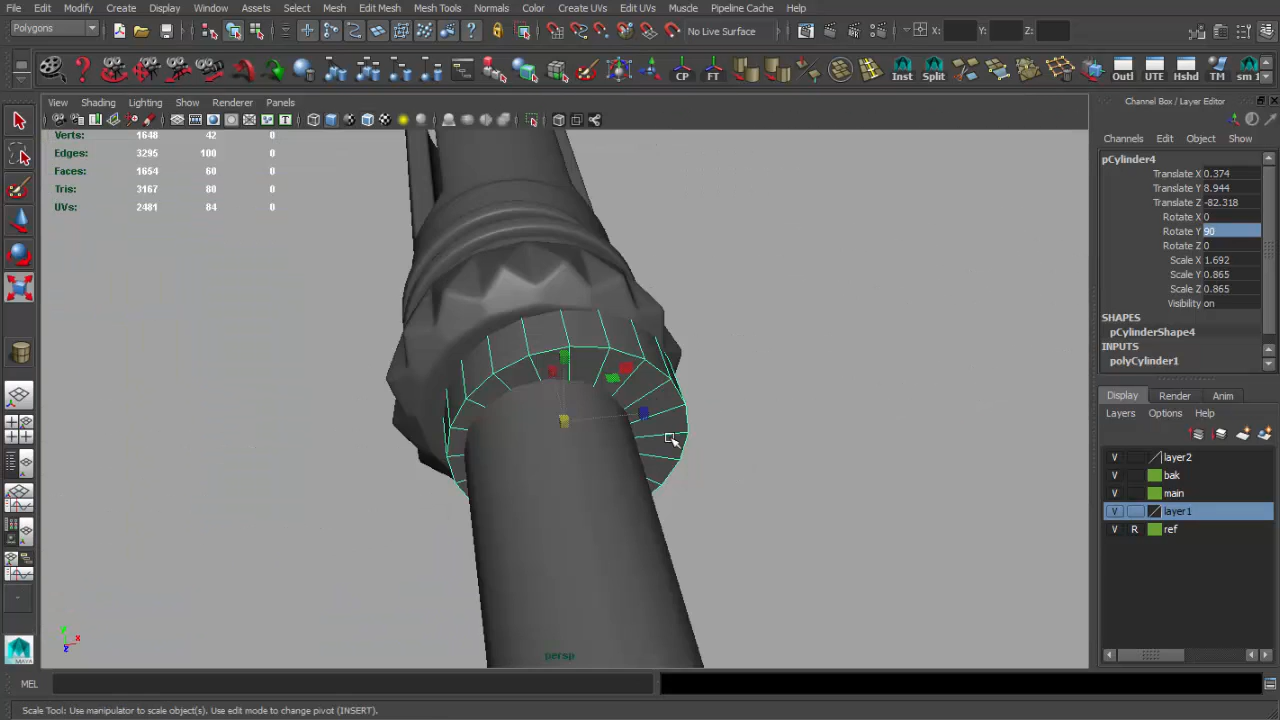 File Edit Modify Create Display Window Assets Select Mesh Edit Mesh Mesh Tools Normals Color Create UVs Edit UVs Muscle Pipeline Cache Help
Polygons No Live Surface X: Y: Z:
CP FT Inst Split Outl UTE Hshd TM sm 1
View Shading Lighting Show Renderer Panels
Channel Box / Layer Editor
Verts: 1648 42 0
Edges: 3295 100 0
Faces: 1654 60 0
Tris: 3167 80 0
UVs: 2481 84 0
Channels Edit Object Show
pCylinder4
Translate X 0.374
Translate Y 8.944
Translate Z -82.318
Rotate X 0
Rotate Y 90
Rotate Z 0
Scale X 1.692
Scale Y 0.865
Scale Z 0.865
Visibility on
SHAPES
pCylinderShape4
INPUTS
polyCylinder1
Display Render Anim
Layers Options Help
V layer2
V bak
V main
V layer1
V R ref
Y
X
Z
persp
MAYA
MEL
Scale Tool: Use manipulator to scale object(s). Use edit mode to change pivot (INSERT).